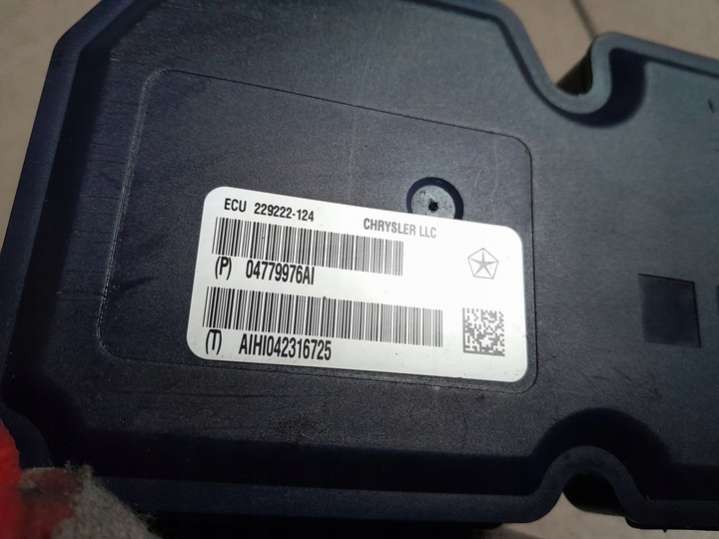 ECU 229222-124 CHRYSLER LLC
(P) 04779976AI
(T) AIHI042316725